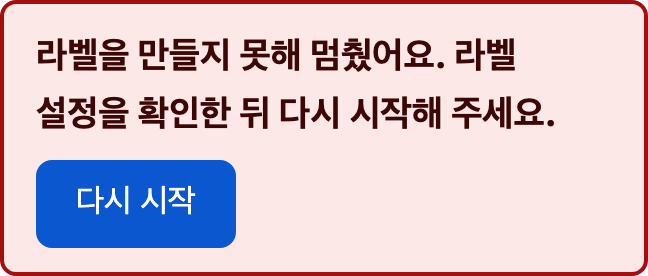 라벨을 만들지 못해 멈췄어요. 라벨
설정을 확인한 뒤 다시 시작해 주세요.
다시 시작